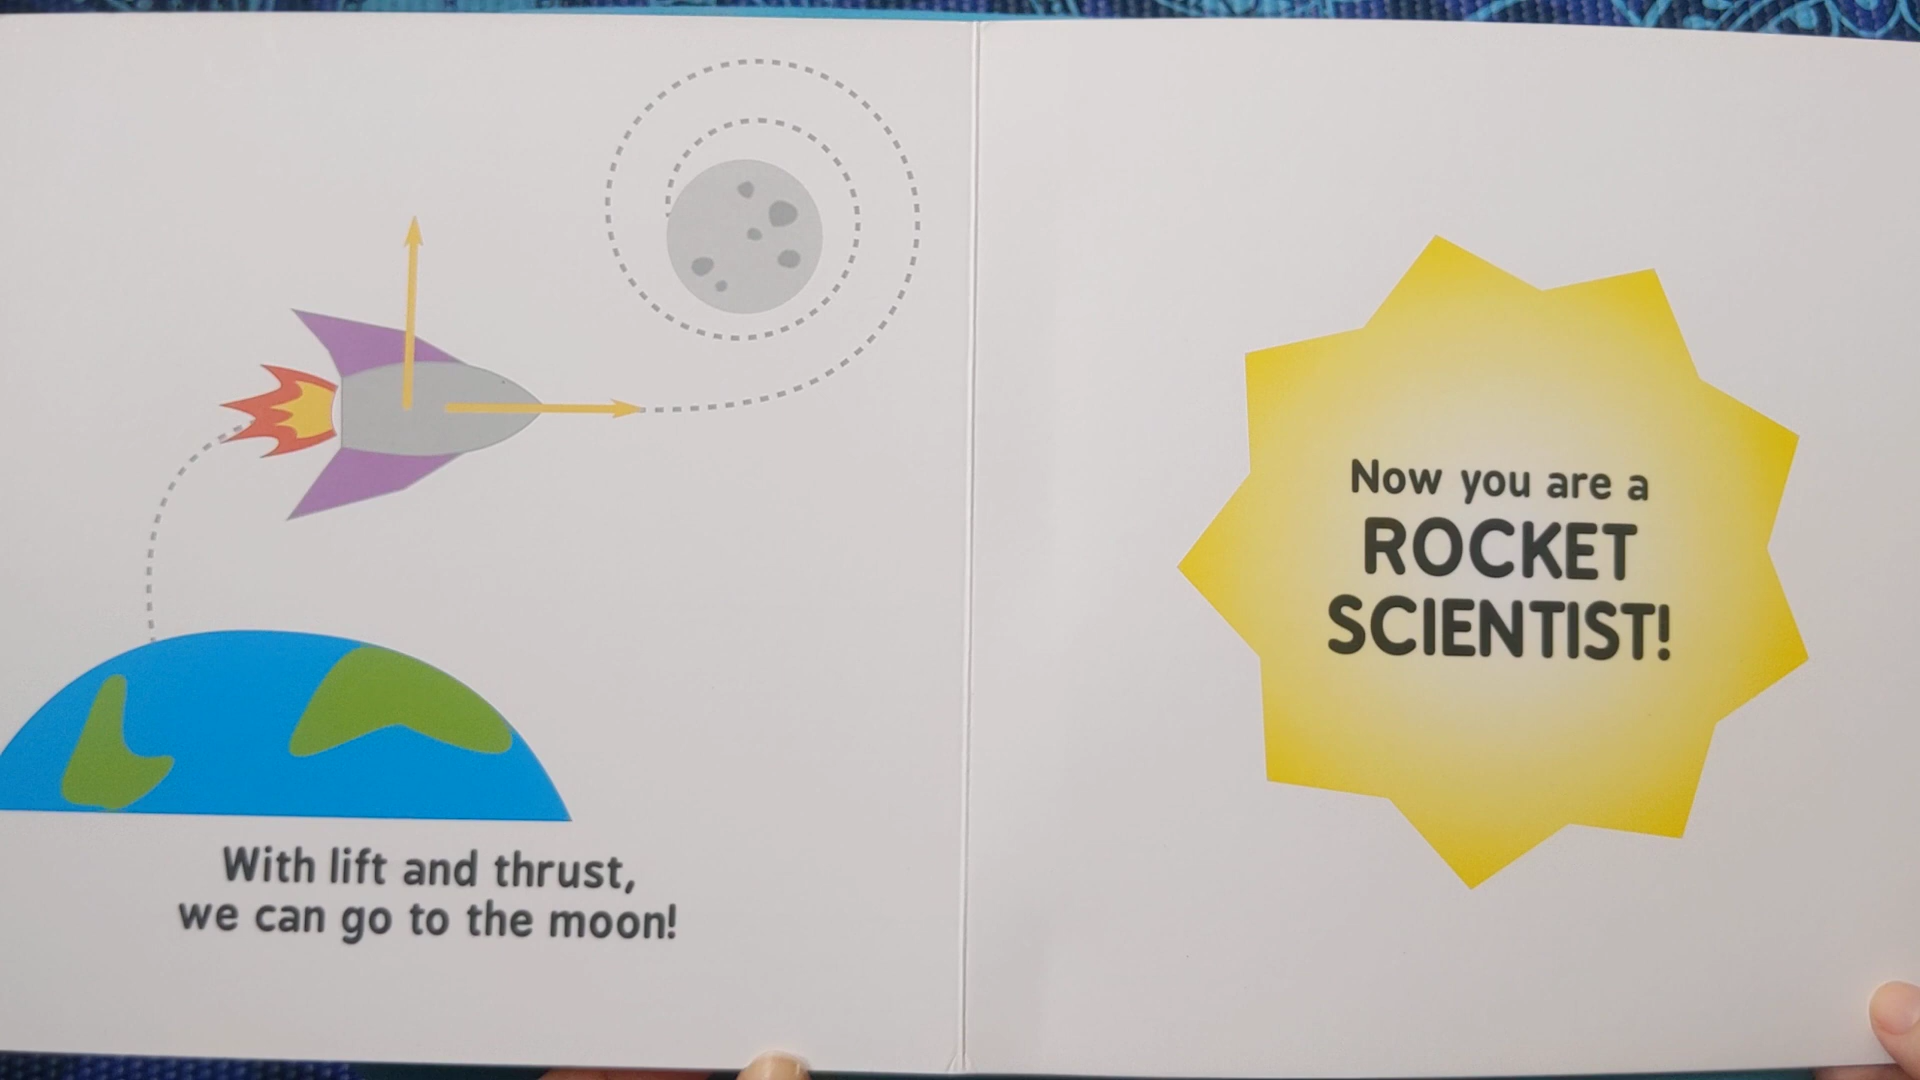 With lift and thrust,
we can go to the moon!
Now you are a
ROCKET
SCIENTIST!